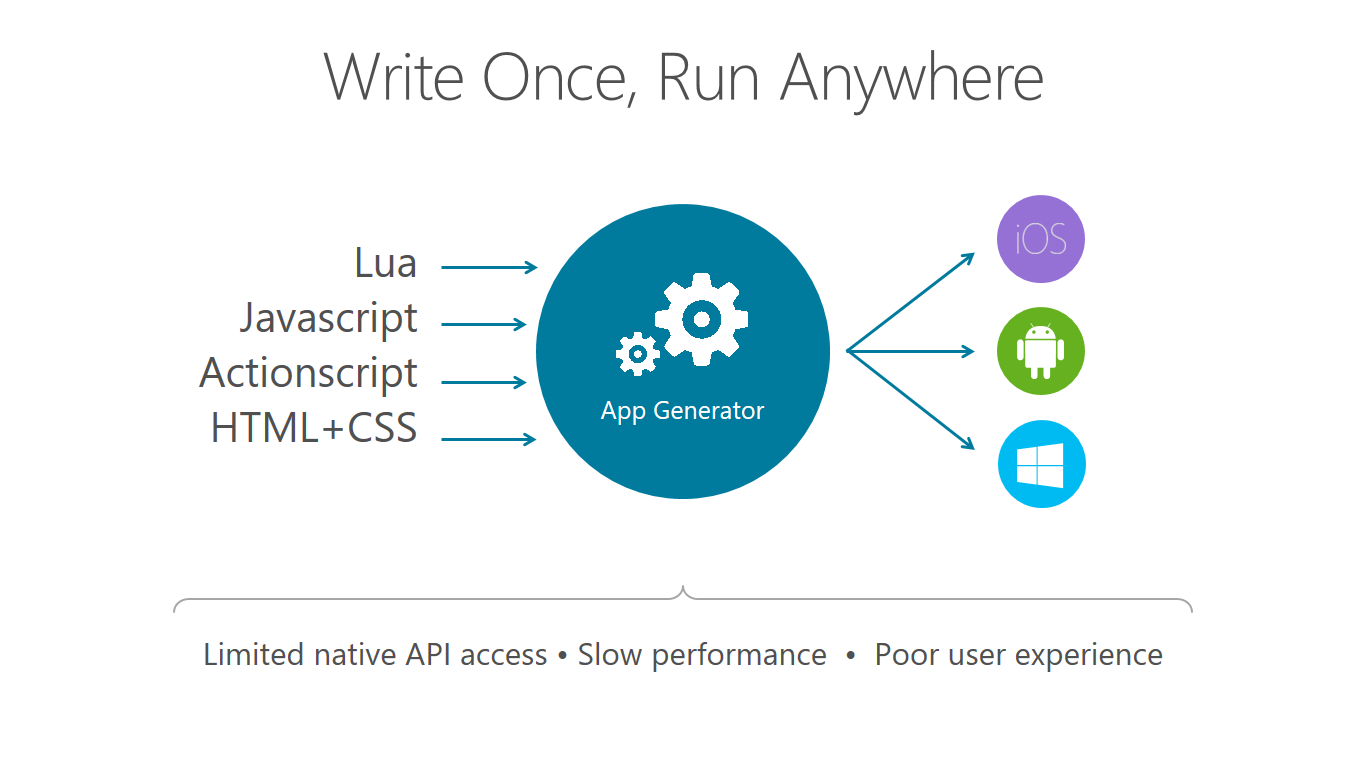 Write Once, Run Anywhere
Lua
Javascript
Actionscript
HTML+CSS
App Generator
iOS
Limited native API access • Slow performance • Poor user experience